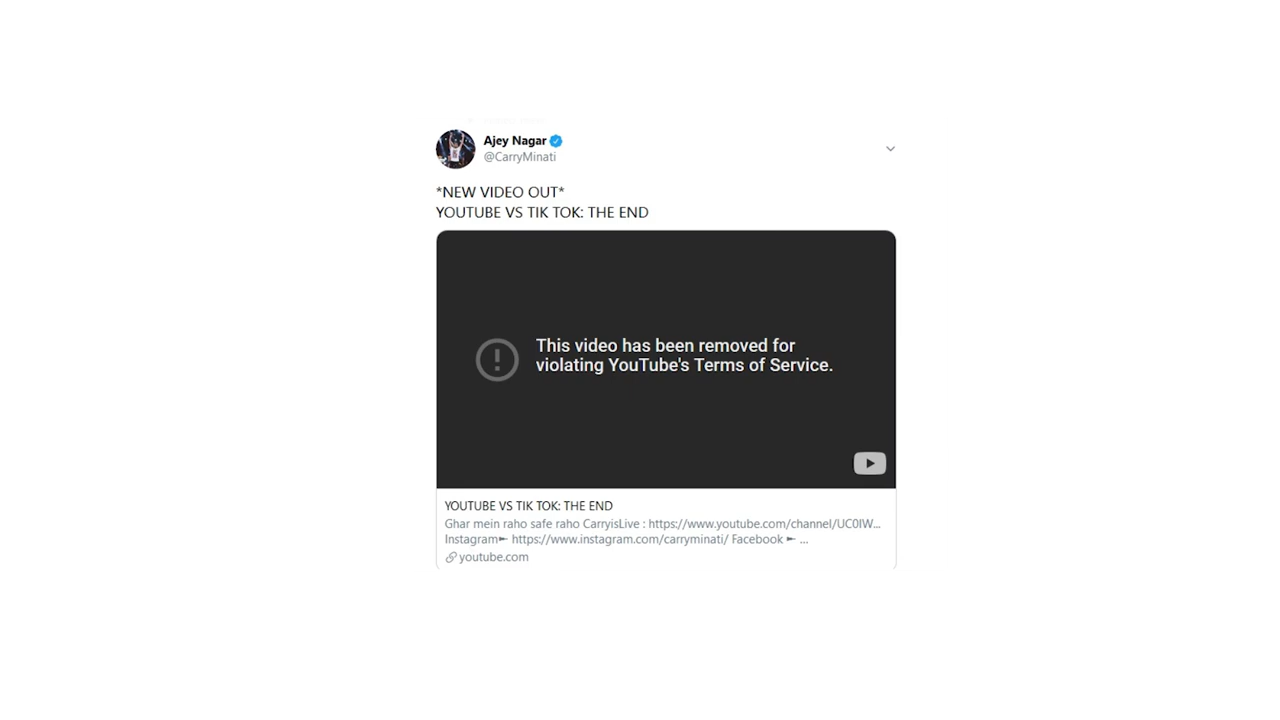 Ajey Nagar
@CarryMinati
*NEW VIDEO OUT*
YOUTUBE VS TIK TOK: THE END
This video has been removed for
violating YouTube's Terms of Service.
YOUTUBE VS TIK TOK: THE END
Ghar mein raho safe raho CarryisLive : https://www.youtube.com/channel/UC0IW...
Instagram► https://www.instagram.com/carryminati/ Facebook ► ...
youtube.com